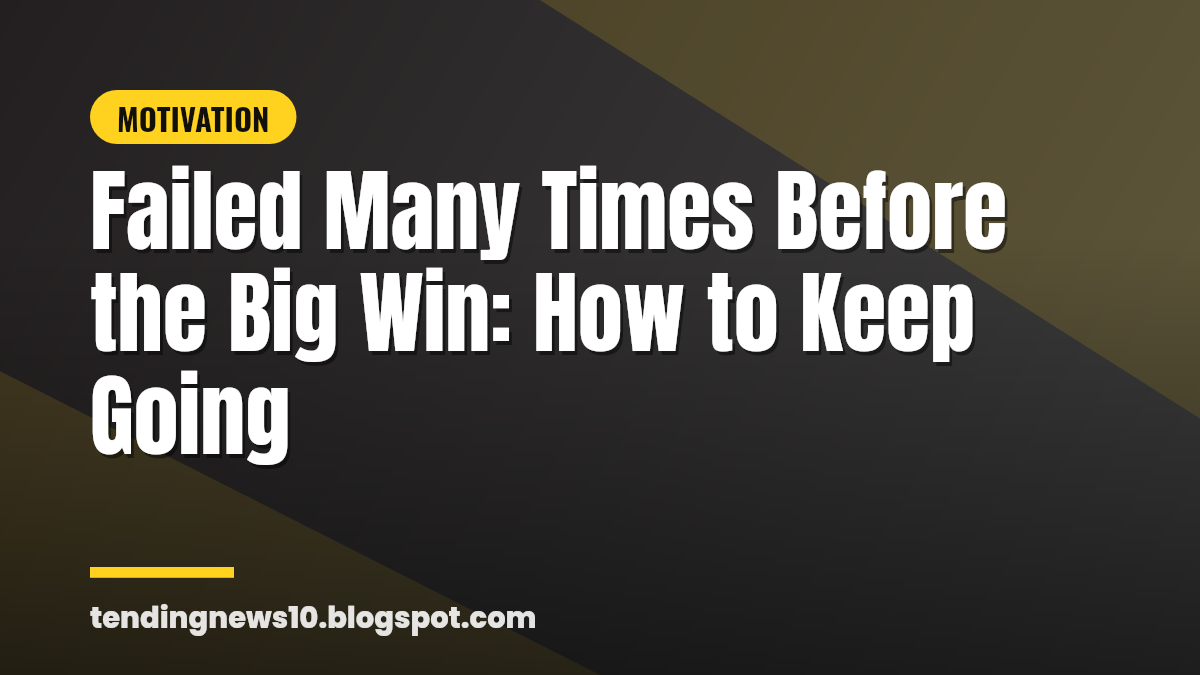 MOTIVATION
Failed Many Times Before
the Big Win: How to Keep
Going
tendingnews10.blogspot.com